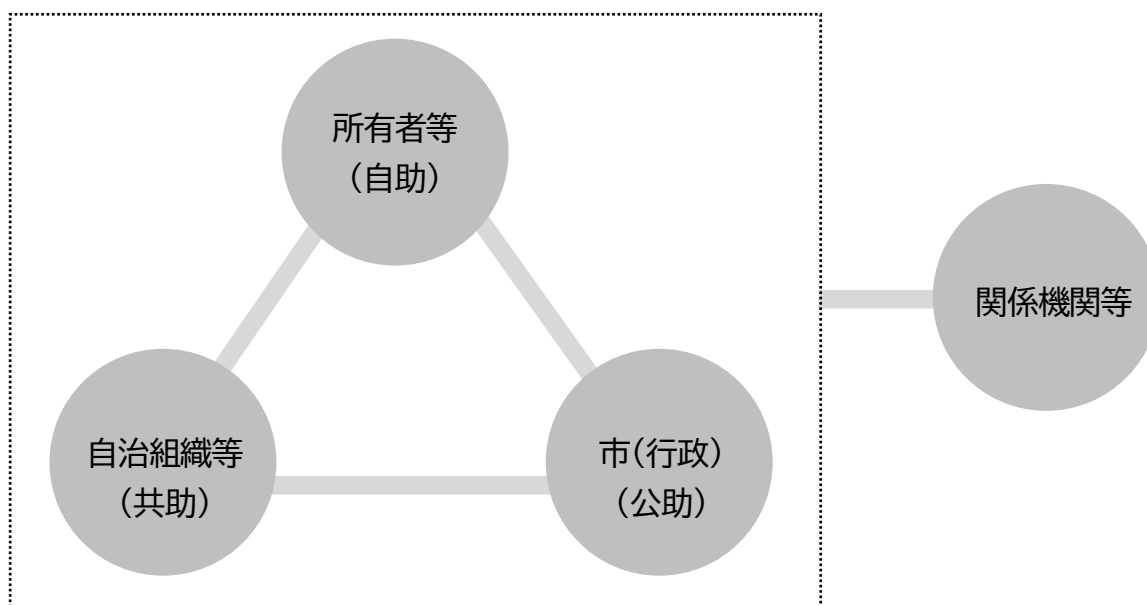 所有者等
（自助）
関係機関等
自治組織等
（共助）
市（行政）
（公助）